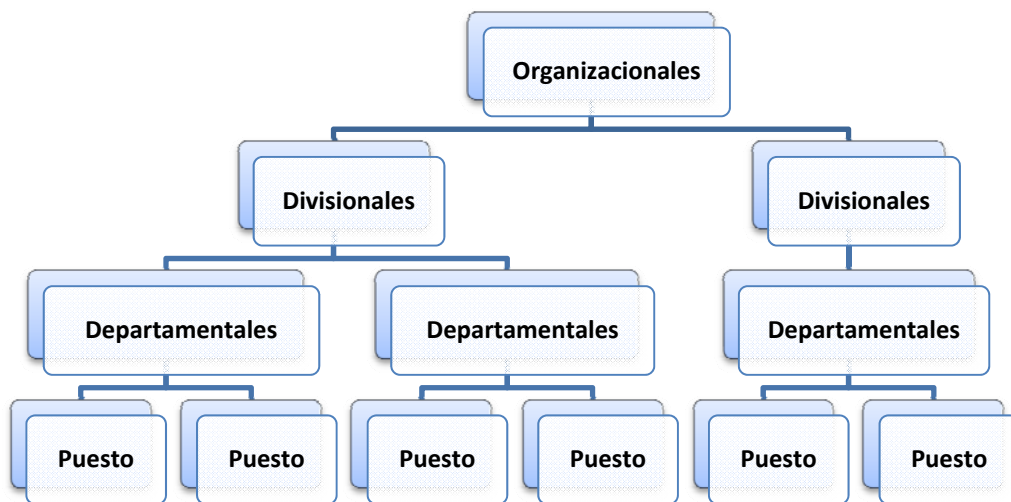 Organizacionales
Divisionales
Divisionales
Departamentales
Departamentales
Departamentales
Puesto
Puesto
Puesto
Puesto
Puesto
Puesto